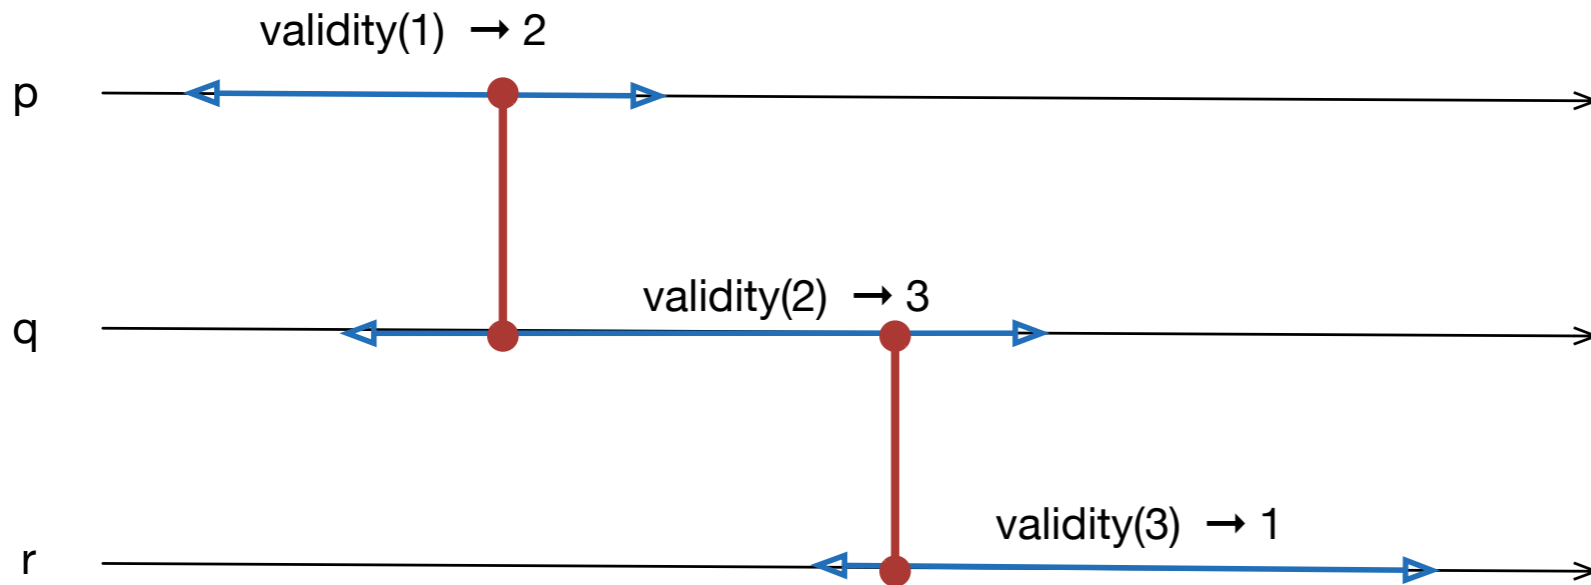 validity(1) → 2
p
validity(2) → 3
q
validity(3) → 1
r